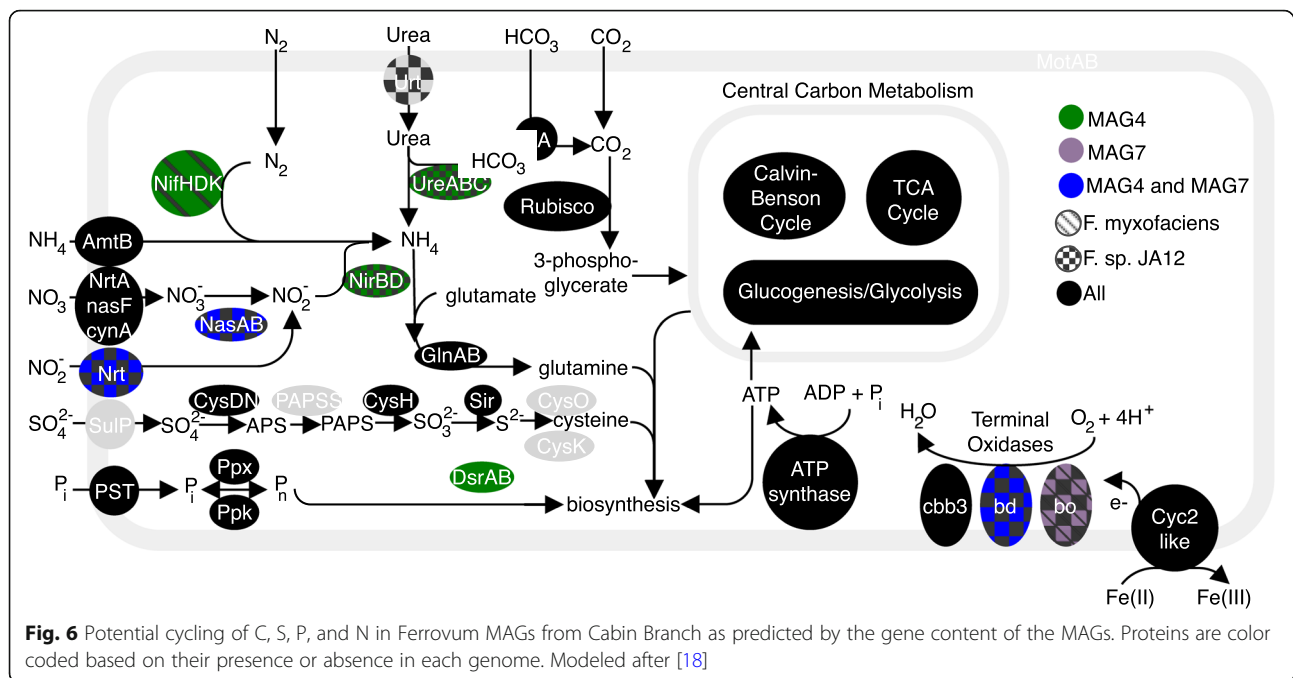 N2
Urea
HCO3
CO2
MotAB
Urt
Central Carbon Metabolism
MAG4
MAG7
MAG4 and MAG7
F. myxofaciens
F. sp. JA12
All
N2
Urea
HCO3
A
CO2
NifHDK
UreABC
Rubisco
Calvin-
Benson
Cycle
TCA
Cycle
NH4
AmtB
NH4
3-phospho-
glycerate
Glucogenesis/Glycolysis
NO3
NrtA
nasF
cynA
NO3-
NO2-
NirBD
glutamate
NasAB
NO2-
Nrt
GlnAB
glutamine
SO4 2-
SulP
SO4 2-
CysDN
APS
PAPSS
PAPS
CysH
SO3 2-
Sir
S2-
CysO
cysteine
CysK
ATP
ADP + Pi
ATP
synthase
H2O
Terminal
Oxidases
O2 + 4H+
Pi
PST
Pi
Ppx
Ppk
Pn
DsrAB
biosynthesis
cbb3
bd
bo
e-
Cyc2
like
Fe(II)
Fe(III)
Fig. 6 Potential cycling of C, S, P, and N in Ferrovum MAGs from Cabin Branch as predicted by the gene content of the MAGs. Proteins are color
coded based on their presence or absence in each genome. Modeled after [18]